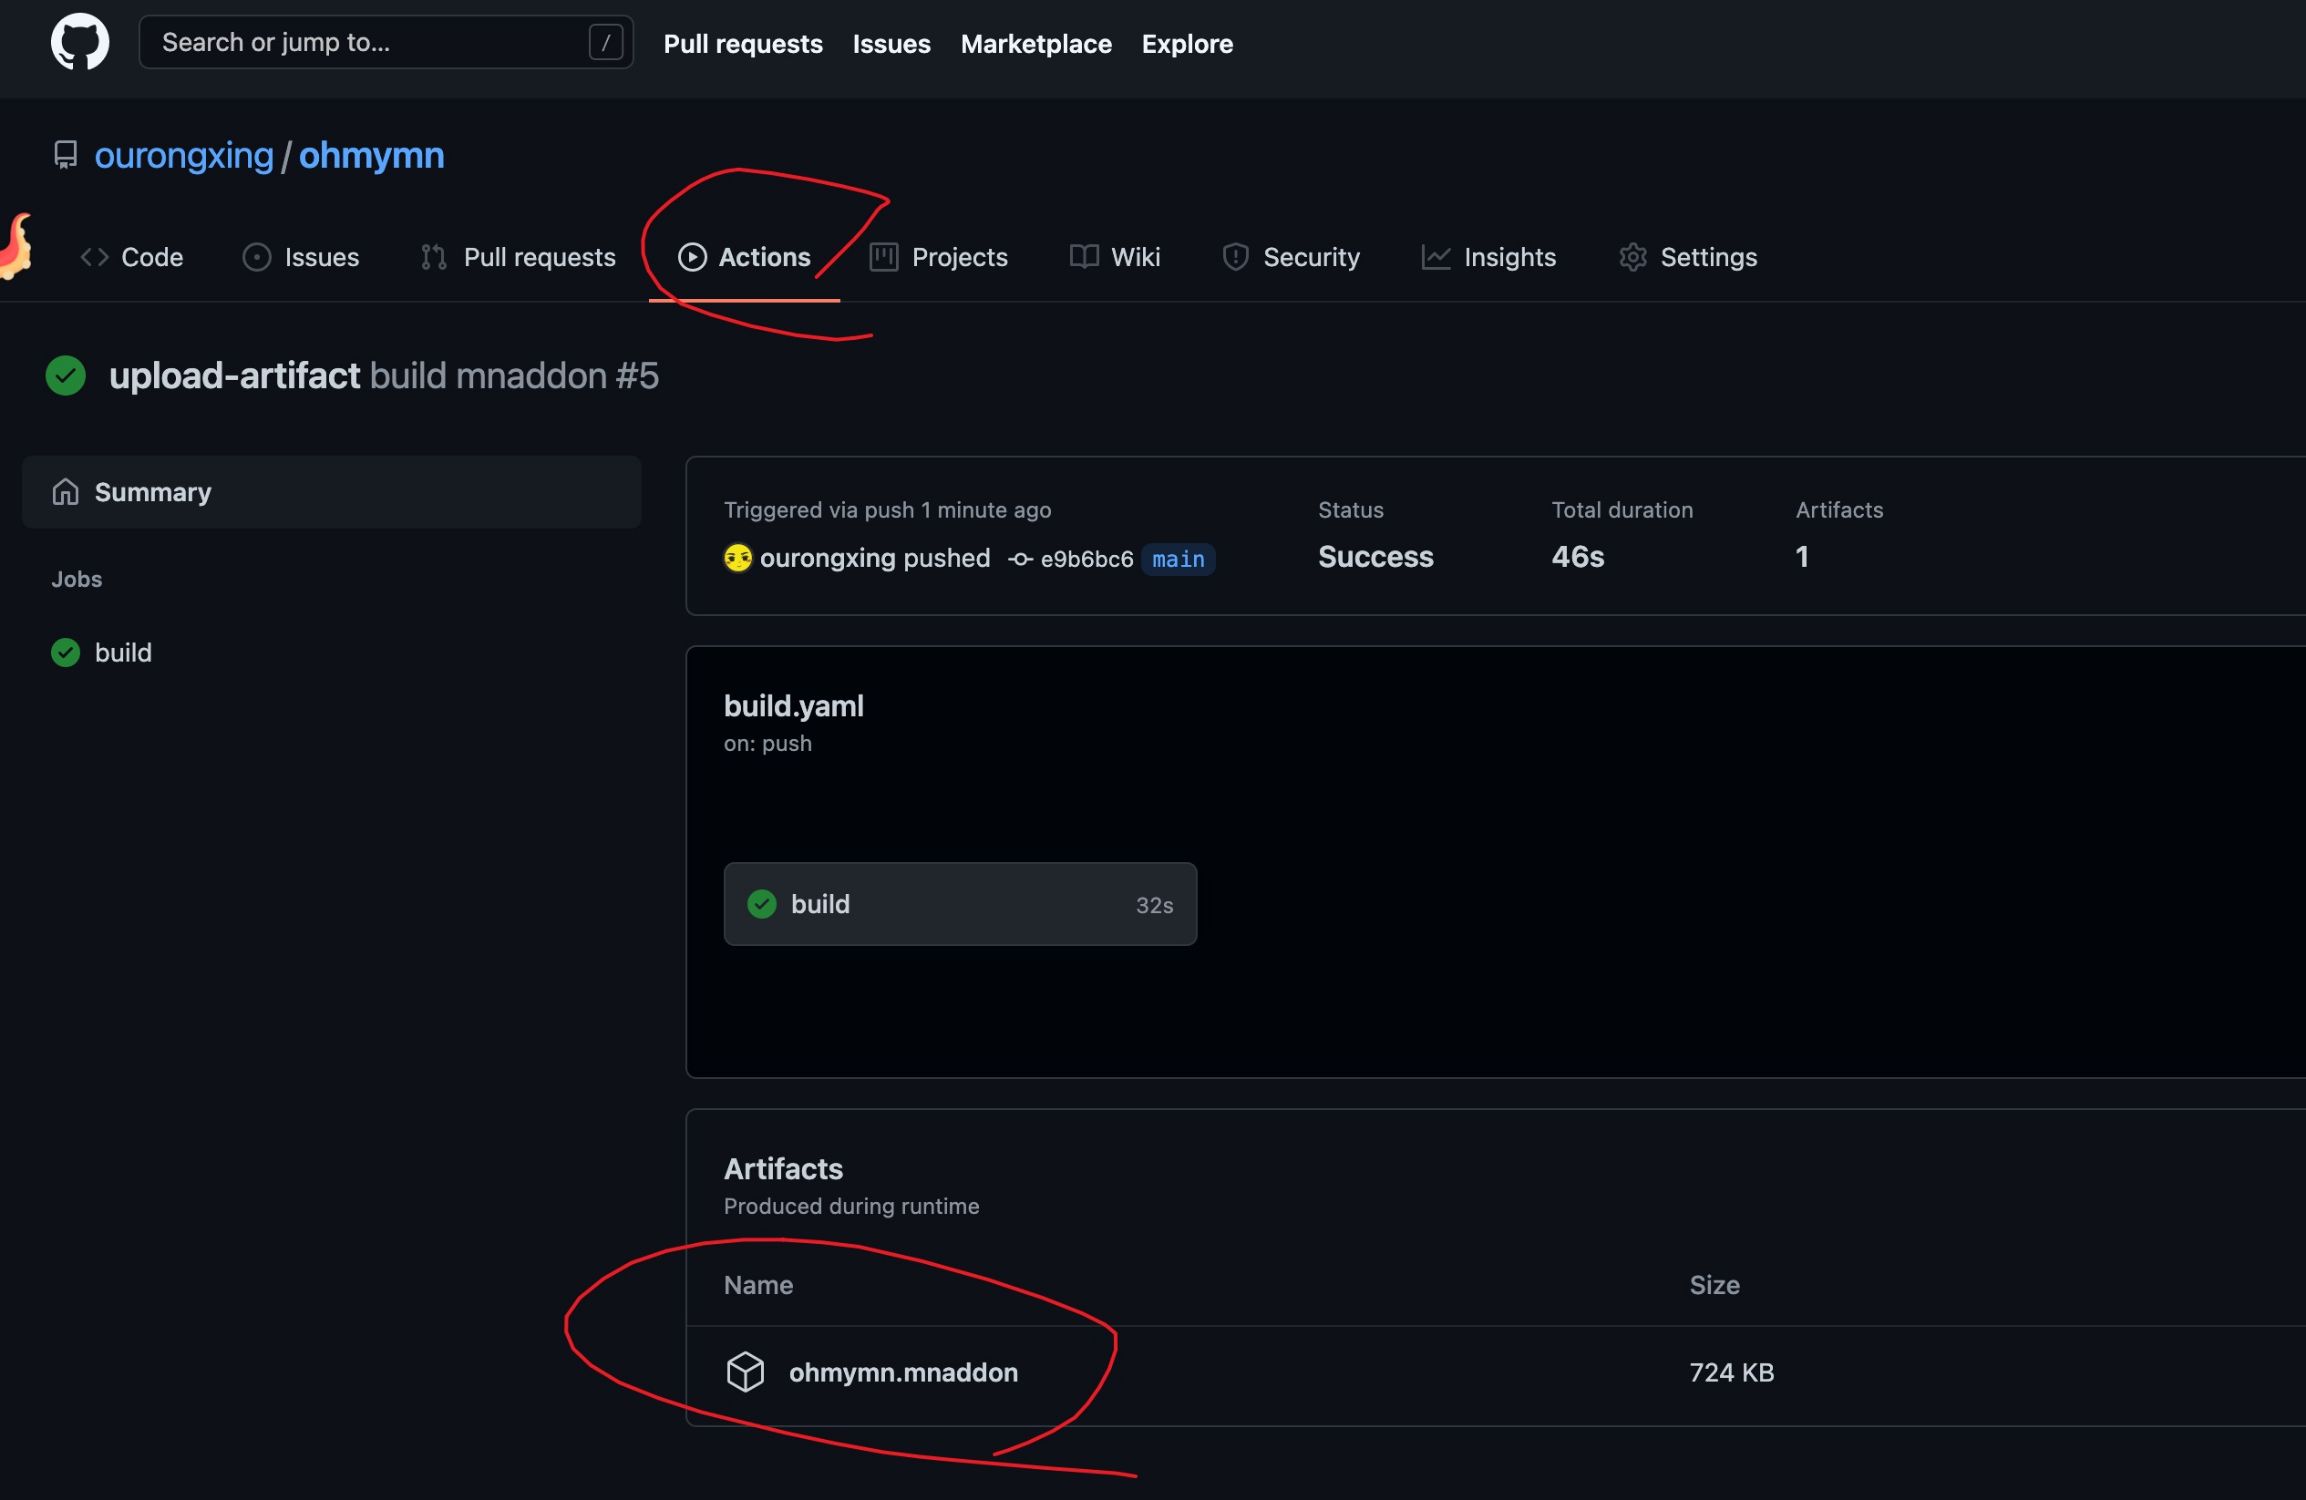 Search or jump to... /
Pull requests Issues Marketplace Explore
ourongxing / ohmymn
Code Issues Pull requests Actions Projects Wiki Security Insights Settings
upload-artifact build mnaddon #5
Summary
Jobs
build
Triggered via push 1 minute ago
ourongxing pushed e9b6bc6 main
Status
Success
Total duration
46s
Artifacts
1
build.yaml
on: push
build 32s
Artifacts
Produced during runtime
Name Size
ohmymn.mnaddon 724 KB